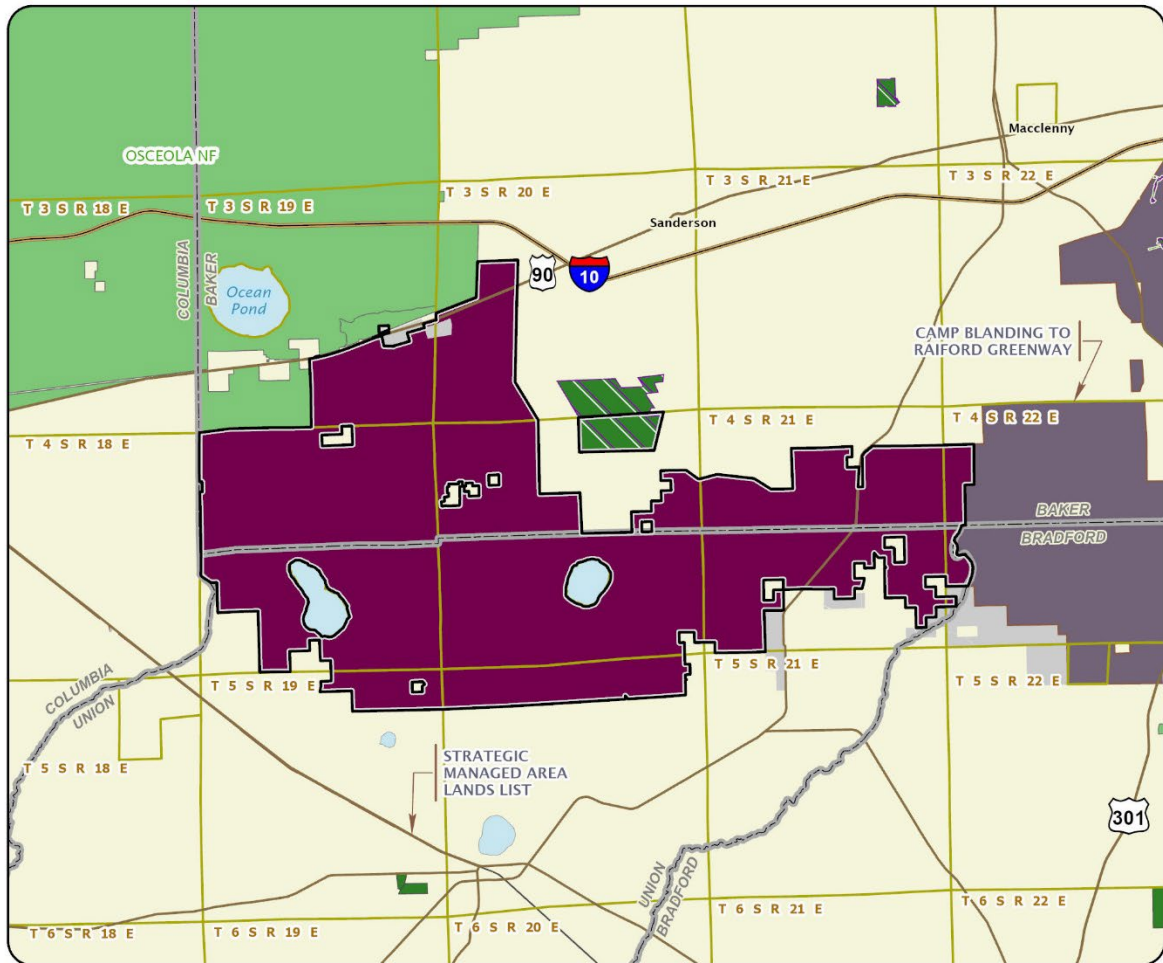 Macclenny
OSCEOLA NF
T 3 S R 18 E
T 3 S R 19 E
T 3 S R 20 E
T 3 S R 21 E
T 3 S R 22 E
Sanderson
COLUMBIA
BAKER
Ocean
Pond
90
10
CAMP BLANDING TO
RAIFORD GREENWAY
T 4 S R 18 E
T 4 S R 21 E
T 4 S R 22 E
BAKER
BRADFORD
COLUMBIA
UNION
T 5 S R 19 E
T 5 S R 21 E
T 5 S R 22 E
T 5 S R 18 E
STRATEGIC
MANAGED AREA
LANDS LIST
301
UNION
BRADFORD
T 6 S R 18 E
T 6 S R 19 E
T 6 S R 20 E
T 6 S R 21 E
T 6 S R 22 E